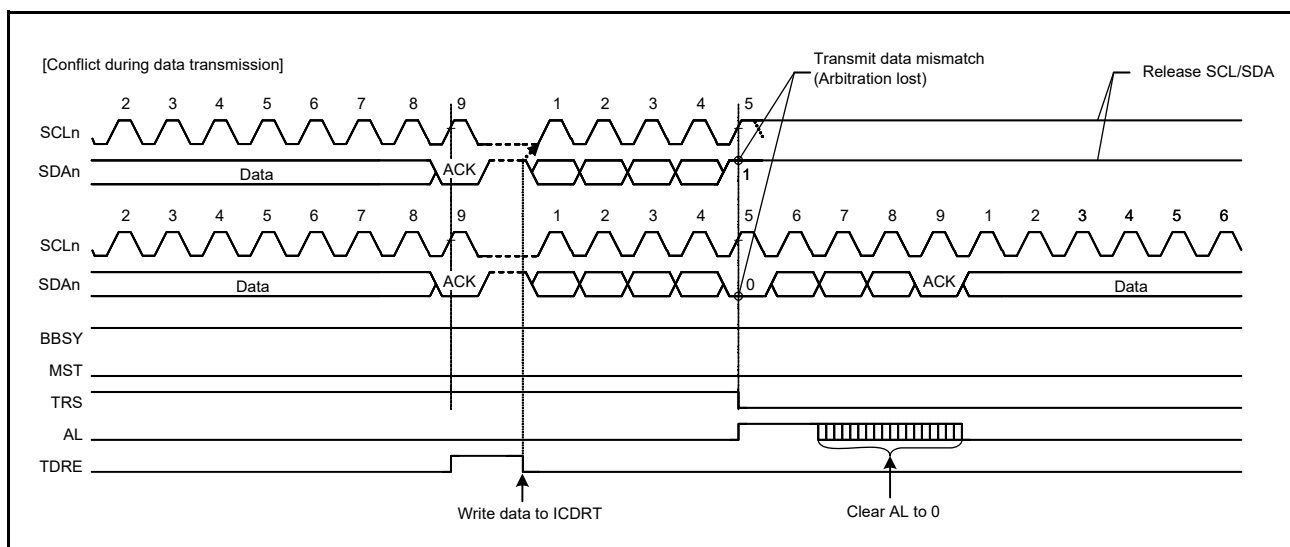 [Conflict during data transmission]
Transmit data mismatch
(Arbitration lost)
Release SCL/SDA
2 3 4 5 6 7 8 9 1 2 3 4 5
SCLn
SDAn Data ACK 1
2 3 4 5 6 7 8 9 1 2 3 4 5 6 7 8 9 1 2 3 4 5 6
SCLn
SDAn Data ACK 0 ACK Data
BBSY
MST
TRS
AL
TDRE
Write data to ICDRT Clear AL to 0